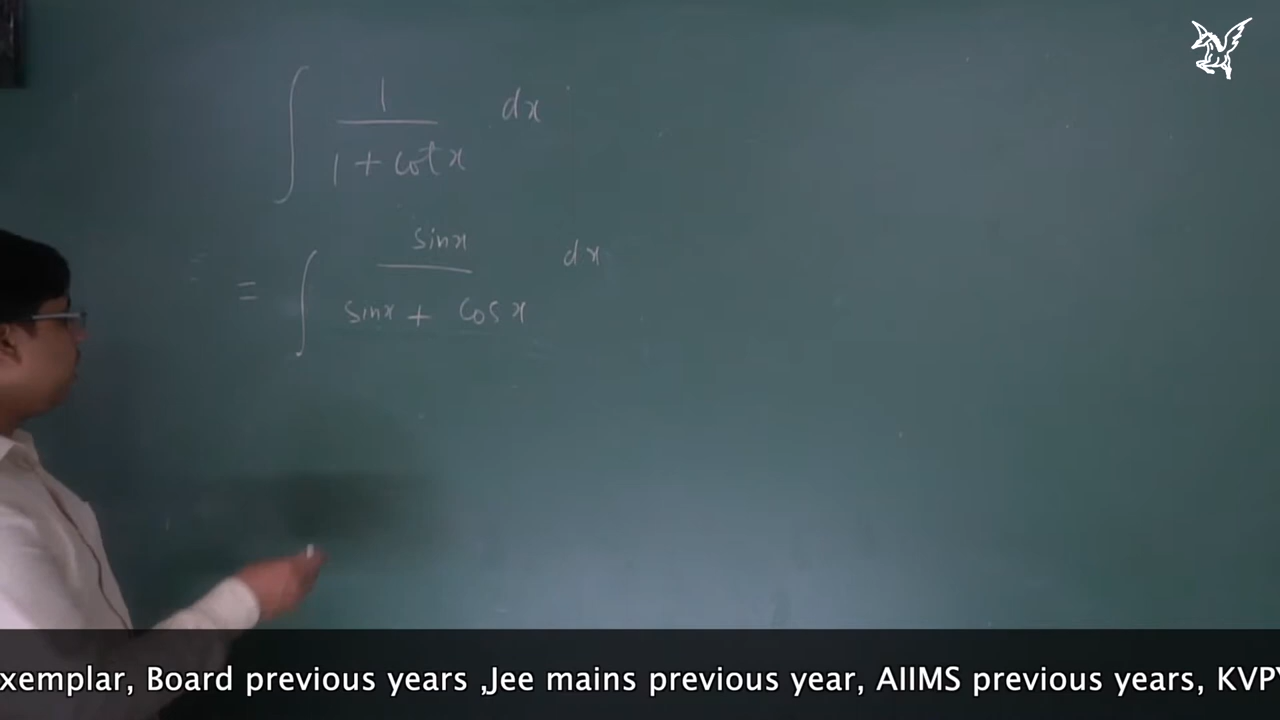 ∫ 1 / (1 + cot x) dx
= ∫ sinx / (sinx + cos x) dx
xemplar, Board previous years ,Jee mains previous year, AIIMS previous years, KVPY